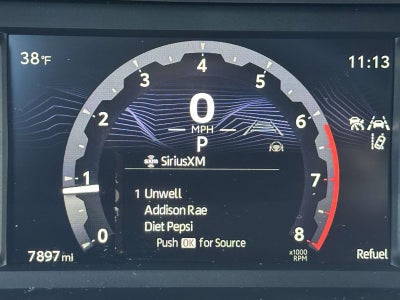 38°F
11:13
4
3
5
2
6
1
7
0
8
0
MPH
P
SXM
SiriusXM
1 Unwell
Addison Rae
Diet Pepsi
Push OK for Source
7897 mi
x1000
RPM
Refuel